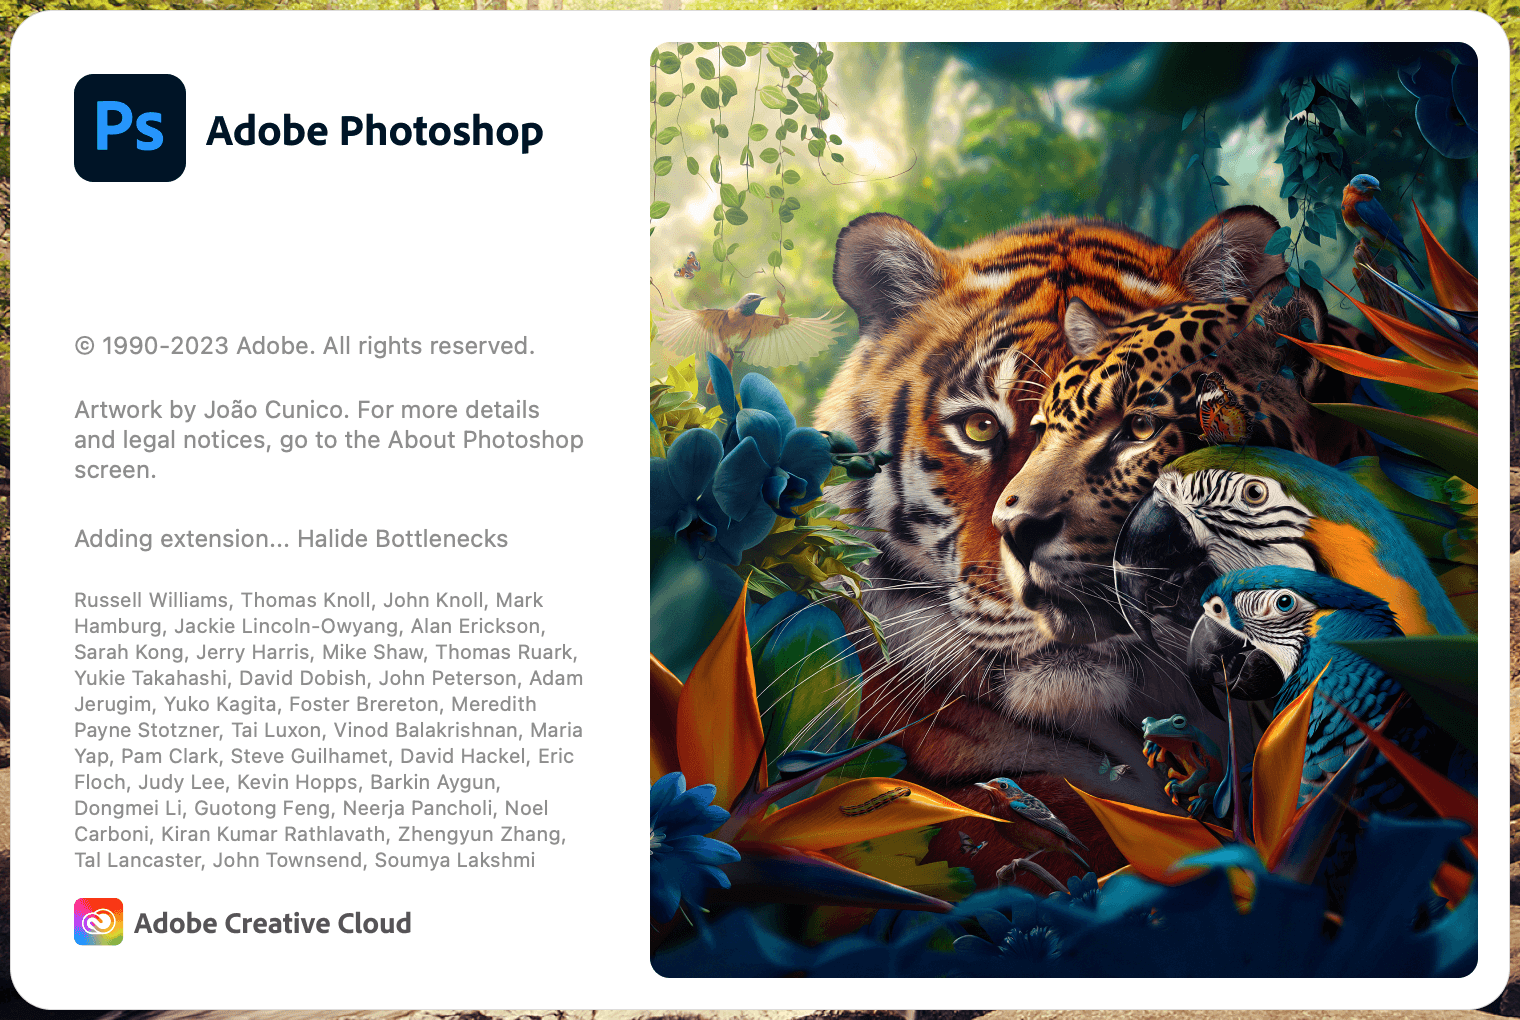 Ps
Adobe Photoshop
© 1990-2023 Adobe. All rights reserved.
Artwork by João Cunico. For more details
and legal notices, go to the About Photoshop
screen.
Adding extension... Halide Bottlenecks
Russell Williams, Thomas Knoll, John Knoll, Mark
Hamburg, Jackie Lincoln-Owyang, Alan Erickson,
Sarah Kong, Jerry Harris, Mike Shaw, Thomas Ruark,
Yukie Takahashi, David Dobish, John Peterson, Adam
Jerugim, Yuko Kagita, Foster Brereton, Meredith
Payne Stotzner, Tai Luxon, Vinod Balakrishnan, Maria
Yap, Pam Clark, Steve Guilhamet, David Hackel, Eric
Floch, Judy Lee, Kevin Hopps, Barkin Aygun,
Dongmei Li, Guotong Feng, Neerja Pancholi, Noel
Carboni, Kiran Kumar Rathlavath, Zhengyun Zhang,
Tal Lancaster, John Townsend, Soumya Lakshmi
Adobe Creative Cloud